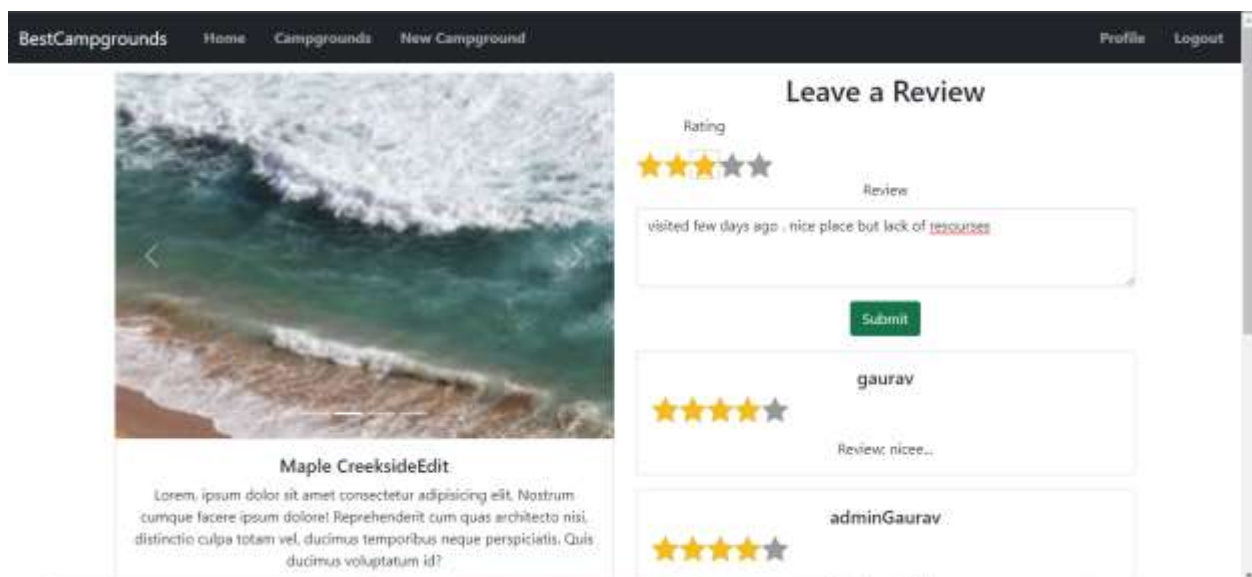 BestCampgrounds Home Campgrounds New Campground Profile Logout
Leave a Review
Rating
Review
visited few days ago . nice place but lack of resourses
Submit
gaurav
Review: nicee...
adminGaurav
Maple CreeksideEdit
Lorem, ipsum dolor sit amet consectetur adipisicing elit. Nostrum
cumque facere ipsum dolore! Reprehenderit cum quas architecto nisi,
distinctio culpa totam vel, ducimus temporibus neque perspiciatis. Quis
ducimus voluptatum id?